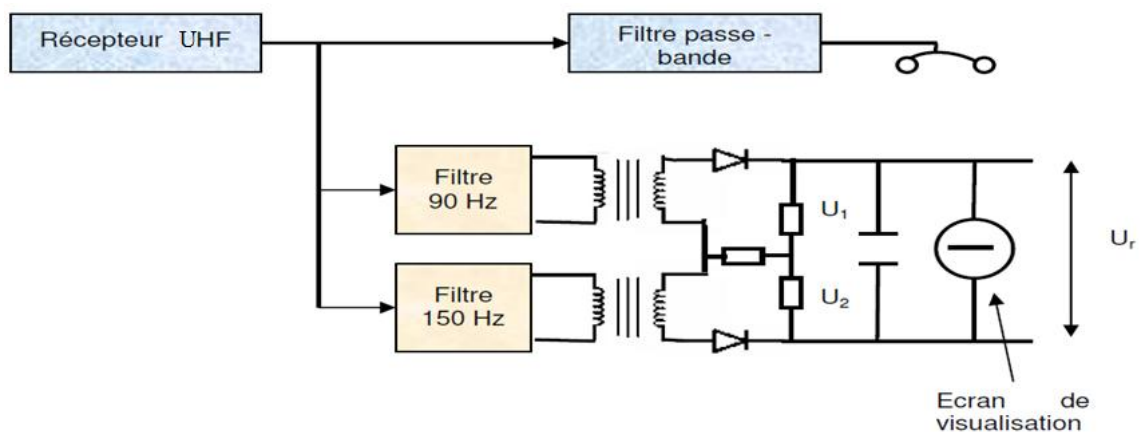 Récepteur UHF
Filtre passe -
bande
Filtre
90 Hz
U1
Ur
Filtre
150 Hz
U2
Ecran de
visualisation